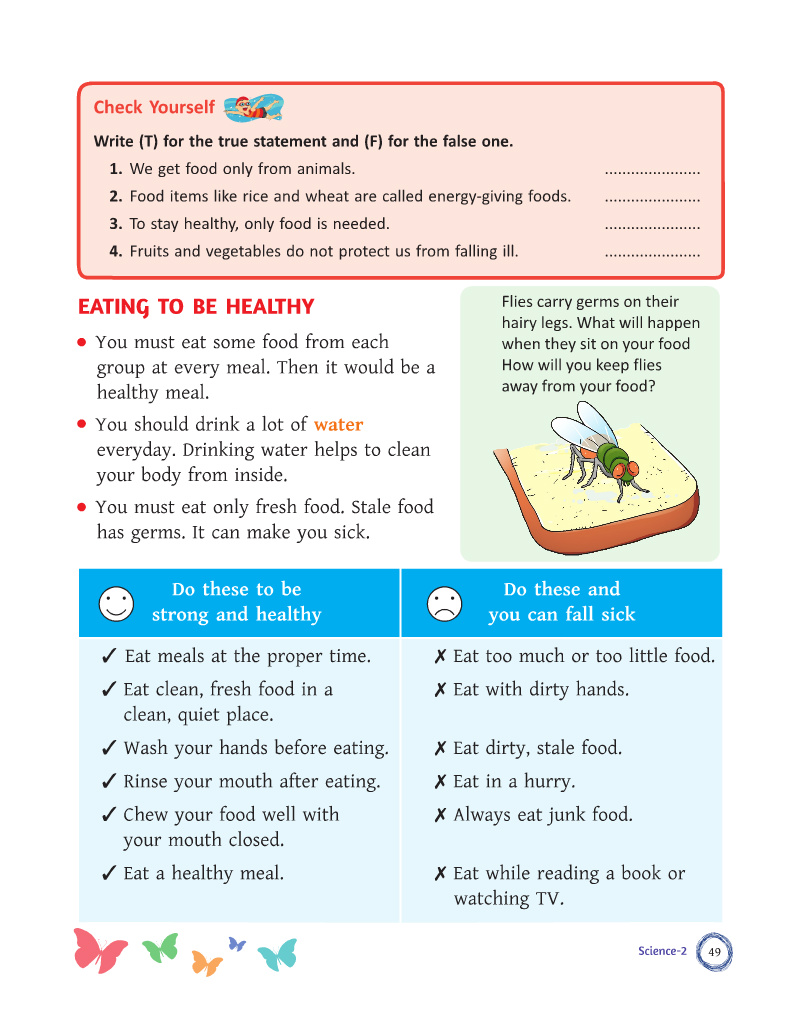 Check Yourself
Write (T) for the true statement and (F) for the false one.
1. We get food only from animals. ......................
2. Food items like rice and wheat are called energy-giving foods. ......................
3. To stay healthy, only food is needed. ......................
4. Fruits and vegetables do not protect us from falling ill. ......................
EATING TO BE HEALTHY
• You must eat some food from each
group at every meal. Then it would be a
healthy meal.
• You should drink a lot of water
everyday. Drinking water helps to clean
your body from inside.
• You must eat only fresh food. Stale food
has germs. It can make you sick.
Flies carry germs on their
hairy legs. What will happen
when they sit on your food
How will you keep flies
away from your food?
Do these to be
strong and healthy
✓ Eat meals at the proper time.
✓ Eat clean, fresh food in a
clean, quiet place.
✓ Wash your hands before eating.
✓ Rinse your mouth after eating.
✓ Chew your food well with
your mouth closed.
✓ Eat a healthy meal.
Do these and
you can fall sick
✗ Eat too much or too little food.
✗ Eat with dirty hands.
✗ Eat dirty, stale food.
✗ Eat in a hurry.
✗ Always eat junk food.
✗ Eat while reading a book or
watching TV.
Science-2 49